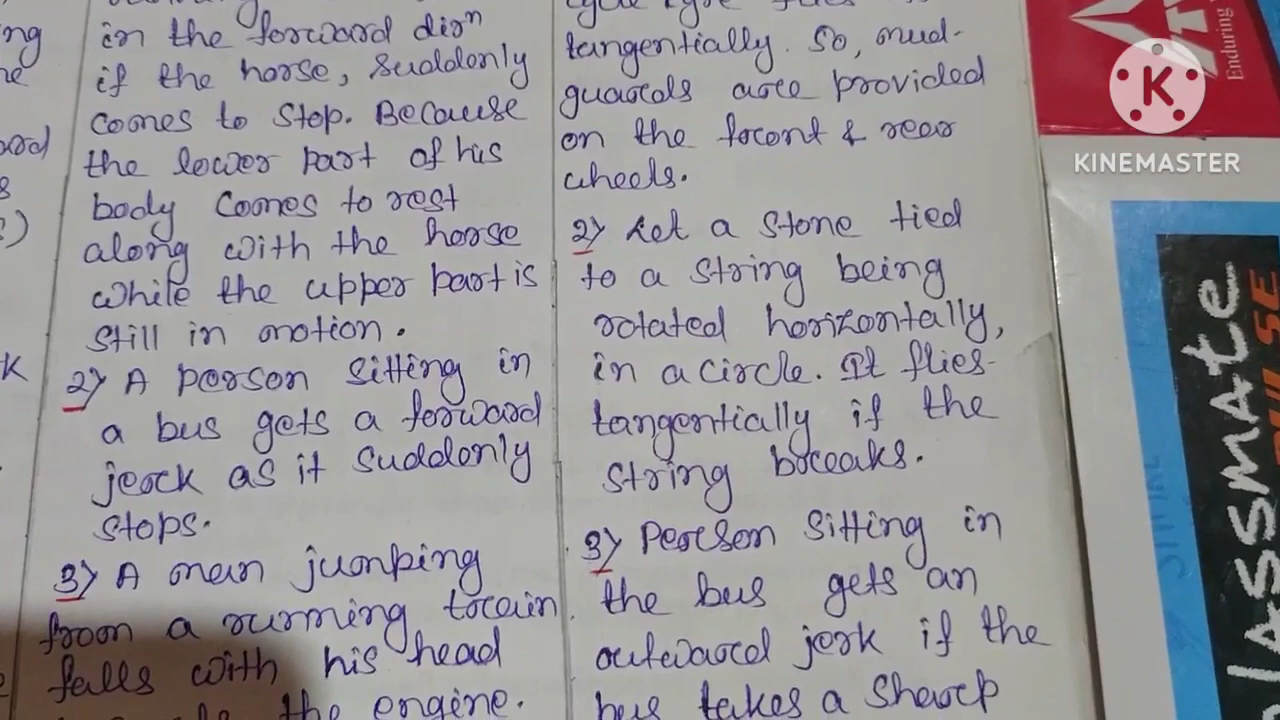 ing
in the forward dirn
if the horse, suddenly
comes to stop. Because
the lower part of his
body comes to rest
along with the horse
while the upper part is
still in motion.
2) A person sitting in
a bus gets a forward
jerck as it suddenly
stops.
3) A man jumping
from a running train
falls with his head
the engine.
tangentially. So, mud-
guards are provided
on the front & rear
wheels.
2) Let a stone tied
to a string being
rotated horizontally,
in a circle. It flies-
tangentially if the
string breaks.
3) Person sitting in
the bus gets an
outward jerk if the
bus takes a sharp
K
KINEMASTER
Enduring